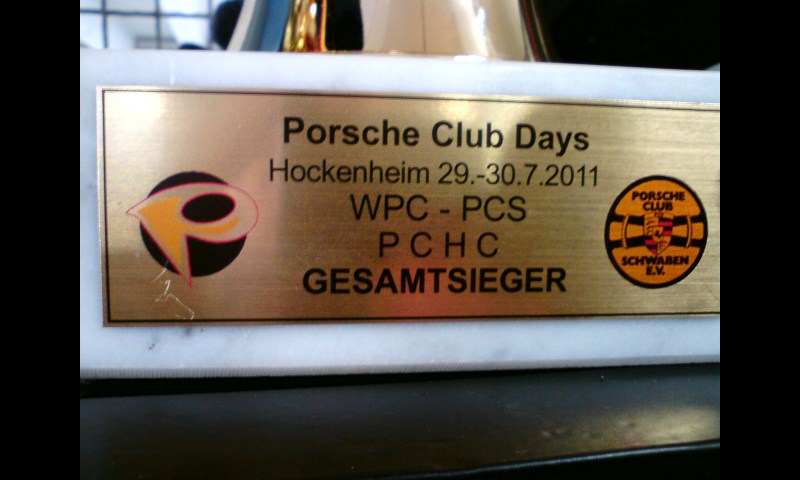 Porsche Club Days
Hockenheim 29.-30.7.2011
WPC - PCS
P C H C
GESAMTSIEGER
PORSCHE
CLUB
SCHWABEN
E.V.